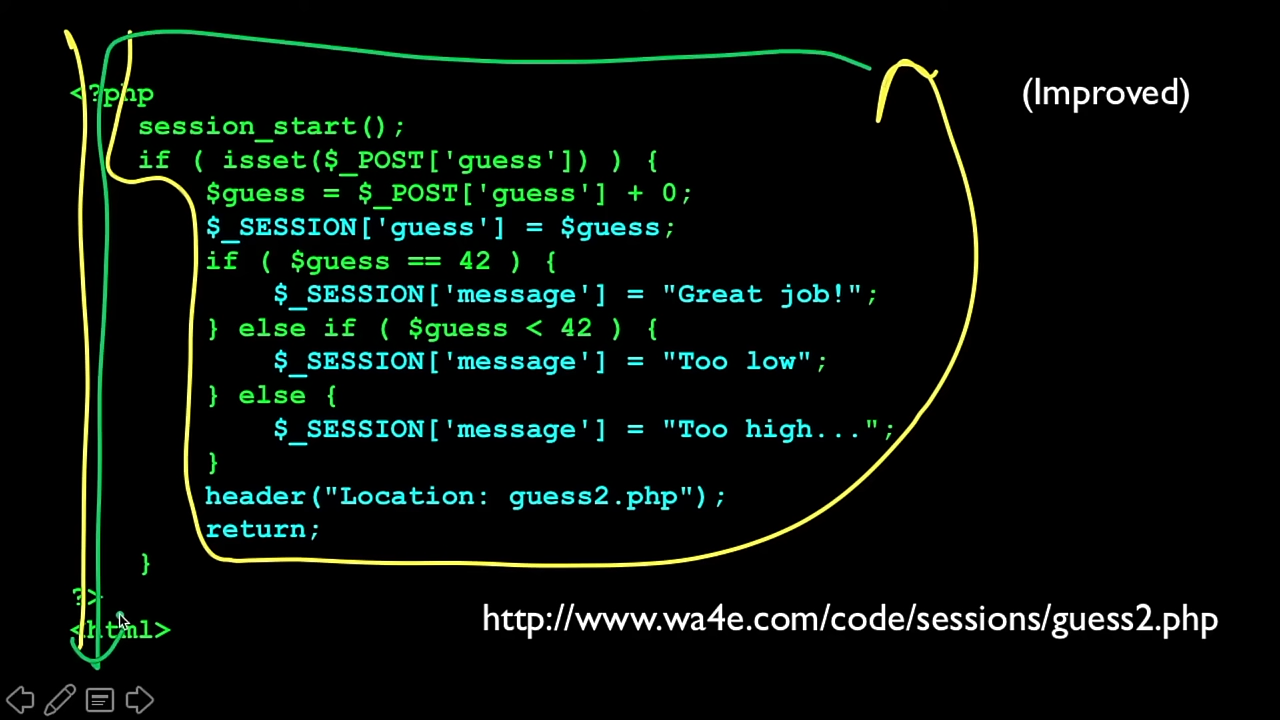 (Improved)
<?php
session_start();
if ( isset($_POST['guess']) ) {
$guess = $_POST['guess'] + 0;
$_SESSION['guess'] = $guess;
if ( $guess == 42 ) {
$_SESSION['message'] = "Great job!";
} else if ( $guess < 42 ) {
$_SESSION['message'] = "Too low";
} else {
$_SESSION['message'] = "Too high...";
}
header("Location: guess2.php");
return;
}
?>
<html>
http://www.wa4e.com/code/sessions/guess2.php